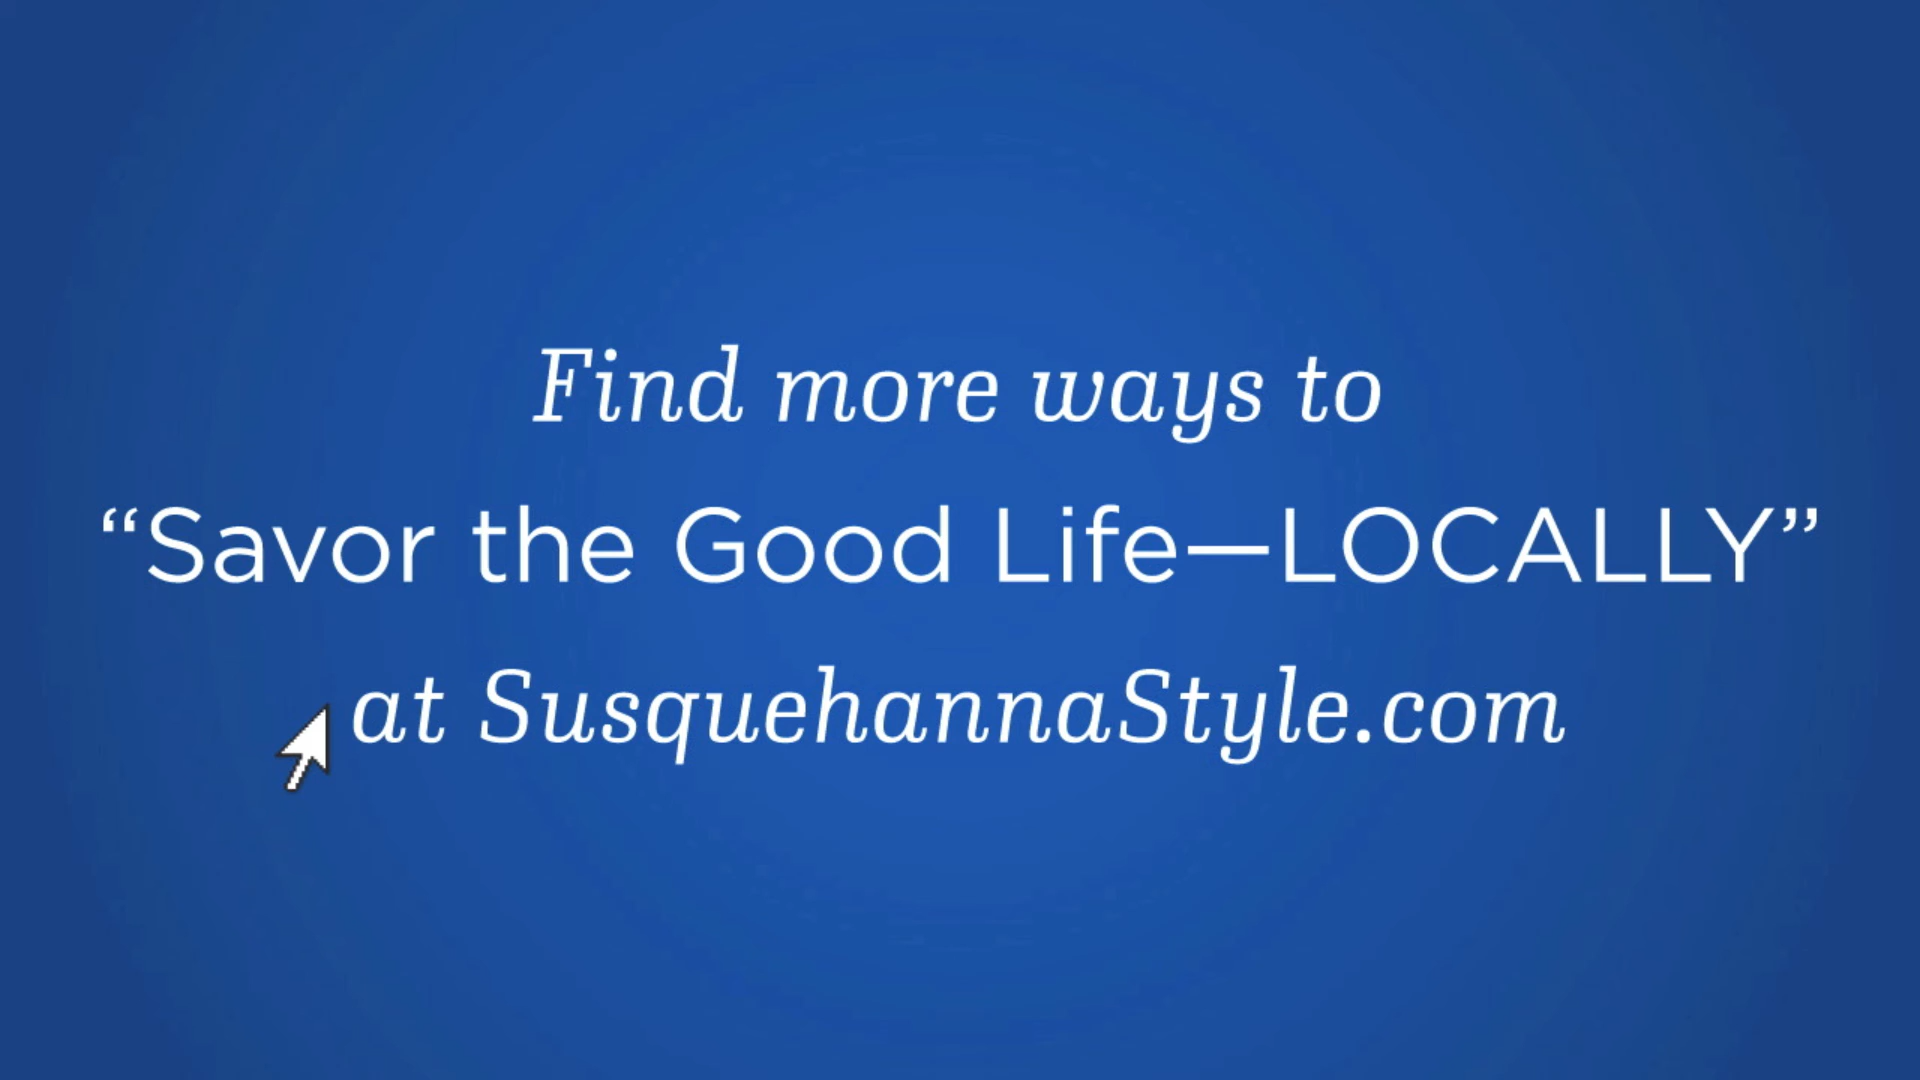 Find more ways to
“Savor the Good Life—LOCALLY”
at SusquehannaStyle.com